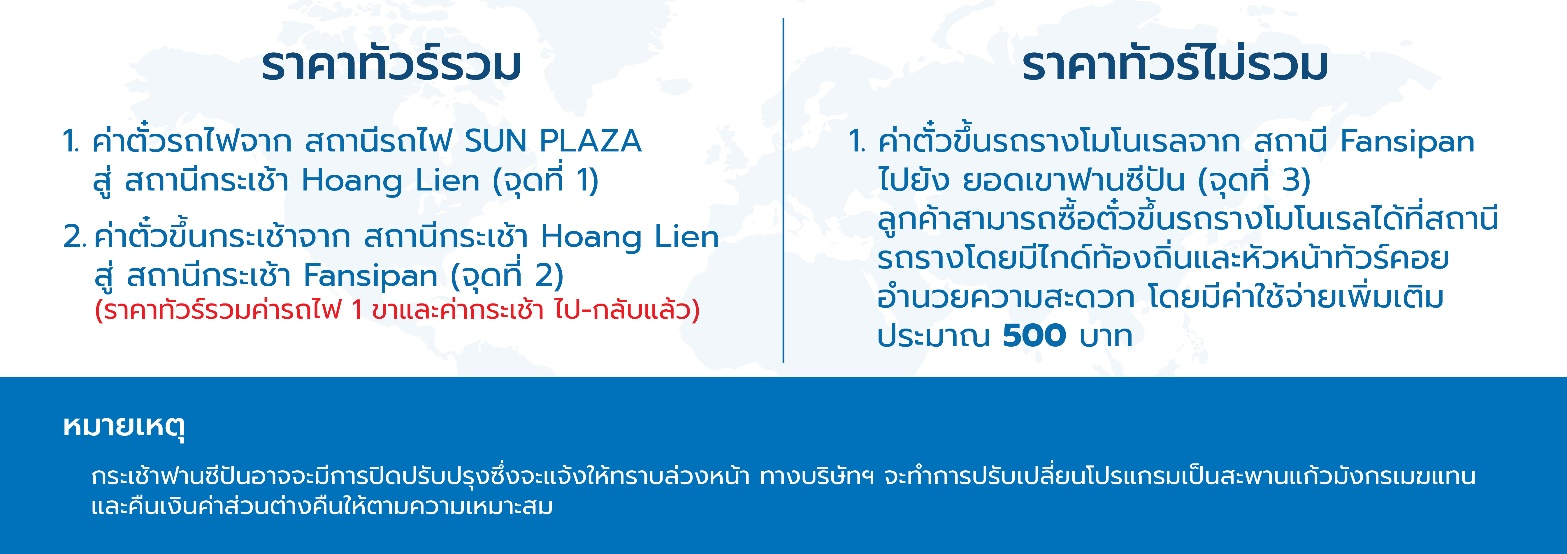 ราคาทัวร์รวม
1. ค่าตั๋วรถไฟจาก สถานีรถไฟ SUN PLAZA
สู่ สถานีกระเช้า Hoang Lien (จุดที่ 1)
2. ค่าตั๋วขึ้นกระเช้าจาก สถานีกระเช้า Hoang Lien
สู่ สถานีกระเช้า Fansipan (จุดที่ 2)
(ราคาทัวร์รวมค่ารถไฟ 1 ขาและค่ากระเช้า ไป-กลับแล้ว)
ราคาทัวร์ไม่รวม
1. ค่าตั๋วขึ้นรถรางโมโนเรลจาก สถานี Fansipan
ไปยัง ยอดเขาฟานซีปัน (จุดที่ 3)
ลูกค้าสามารถซื้อตั๋วขึ้นรถรางโมโนเรลได้ที่สถานี
รถรางโดยมีไกด์ท้องถิ่นและหัวหน้าทัวร์คอย
อำนวยความสะดวก โดยมีค่าใช้จ่ายเพิ่มเติม
ประมาณ 500 บาท
หมายเหตุ
กระเช้าฟานซีปันอาจจะมีการปิดปรับปรุงซึ่งจะแจ้งให้ทราบล่วงหน้า ทางบริษัทฯ จะทำการปรับเปลี่ยนโปรแกรมเป็นสะพานแก้วมังกรเมฆแทน
และคืนเงินค่าส่วนต่างคืนให้ตามความเหมาะสม